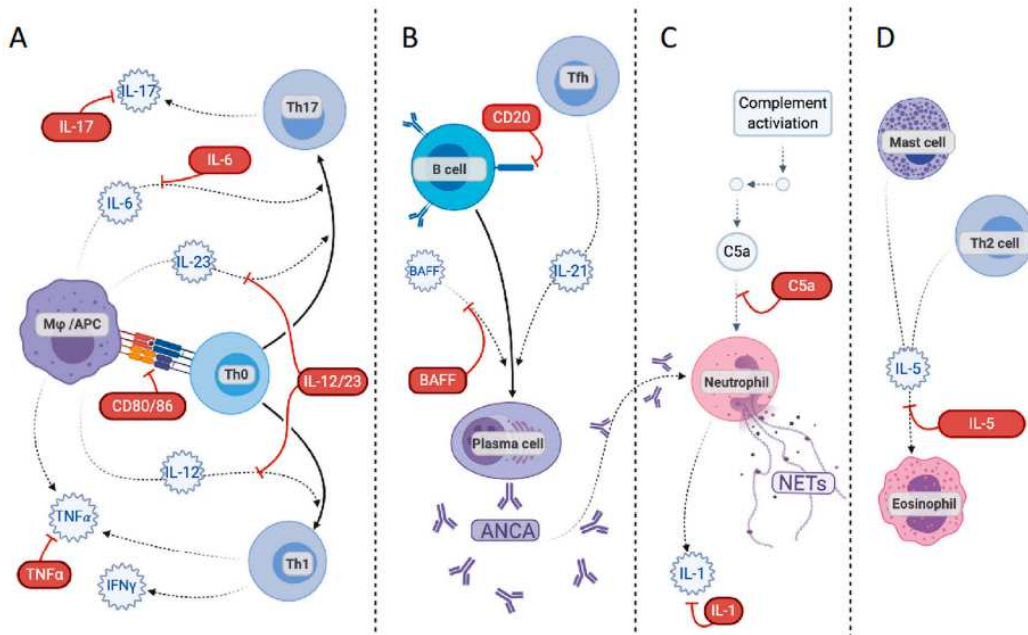 A
IL-17
Th17
IL-17
IL-6
IL-6
IL-23
Mφ /APC
Th0
CD80/86
IL-12/23
IL-12
TNFα
TNFα
Th1
IFNγ
B
Tfh
CD20
B cell
BAFF
IL-21
BAFF
Plasma cell
ANCA
C
Complement
activiation
C5a
C5a
Neutrophil
NETs
IL-1
IL-1
D
Mast cell
Th2 cell
IL-5
IL-5
Eosinophil